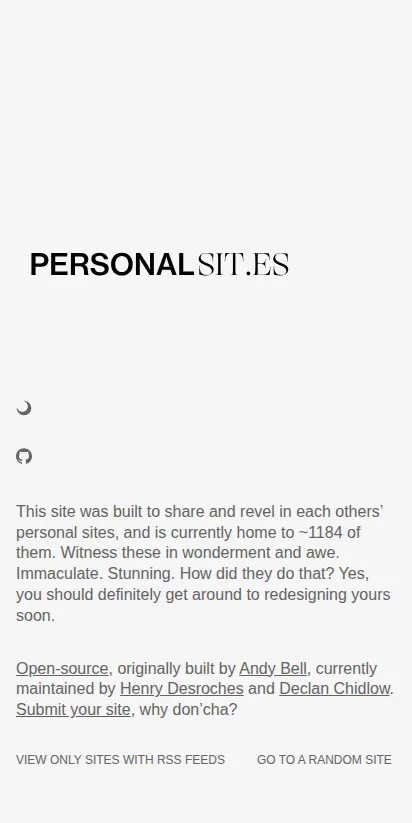 PERSONALSIT.ES
This site was built to share and revel in each others’
personal sites, and is currently home to ~1184 of
them. Witness these in wonderment and awe.
Immaculate. Stunning. How did they do that? Yes,
you should definitely get around to redesigning yours
soon.
Open-source, originally built by Andy Bell, currently
maintained by Henry Desroches and Declan Chidlow.
Submit your site, why don’cha?
VIEW ONLY SITES WITH RSS FEEDS GO TO A RANDOM SITE